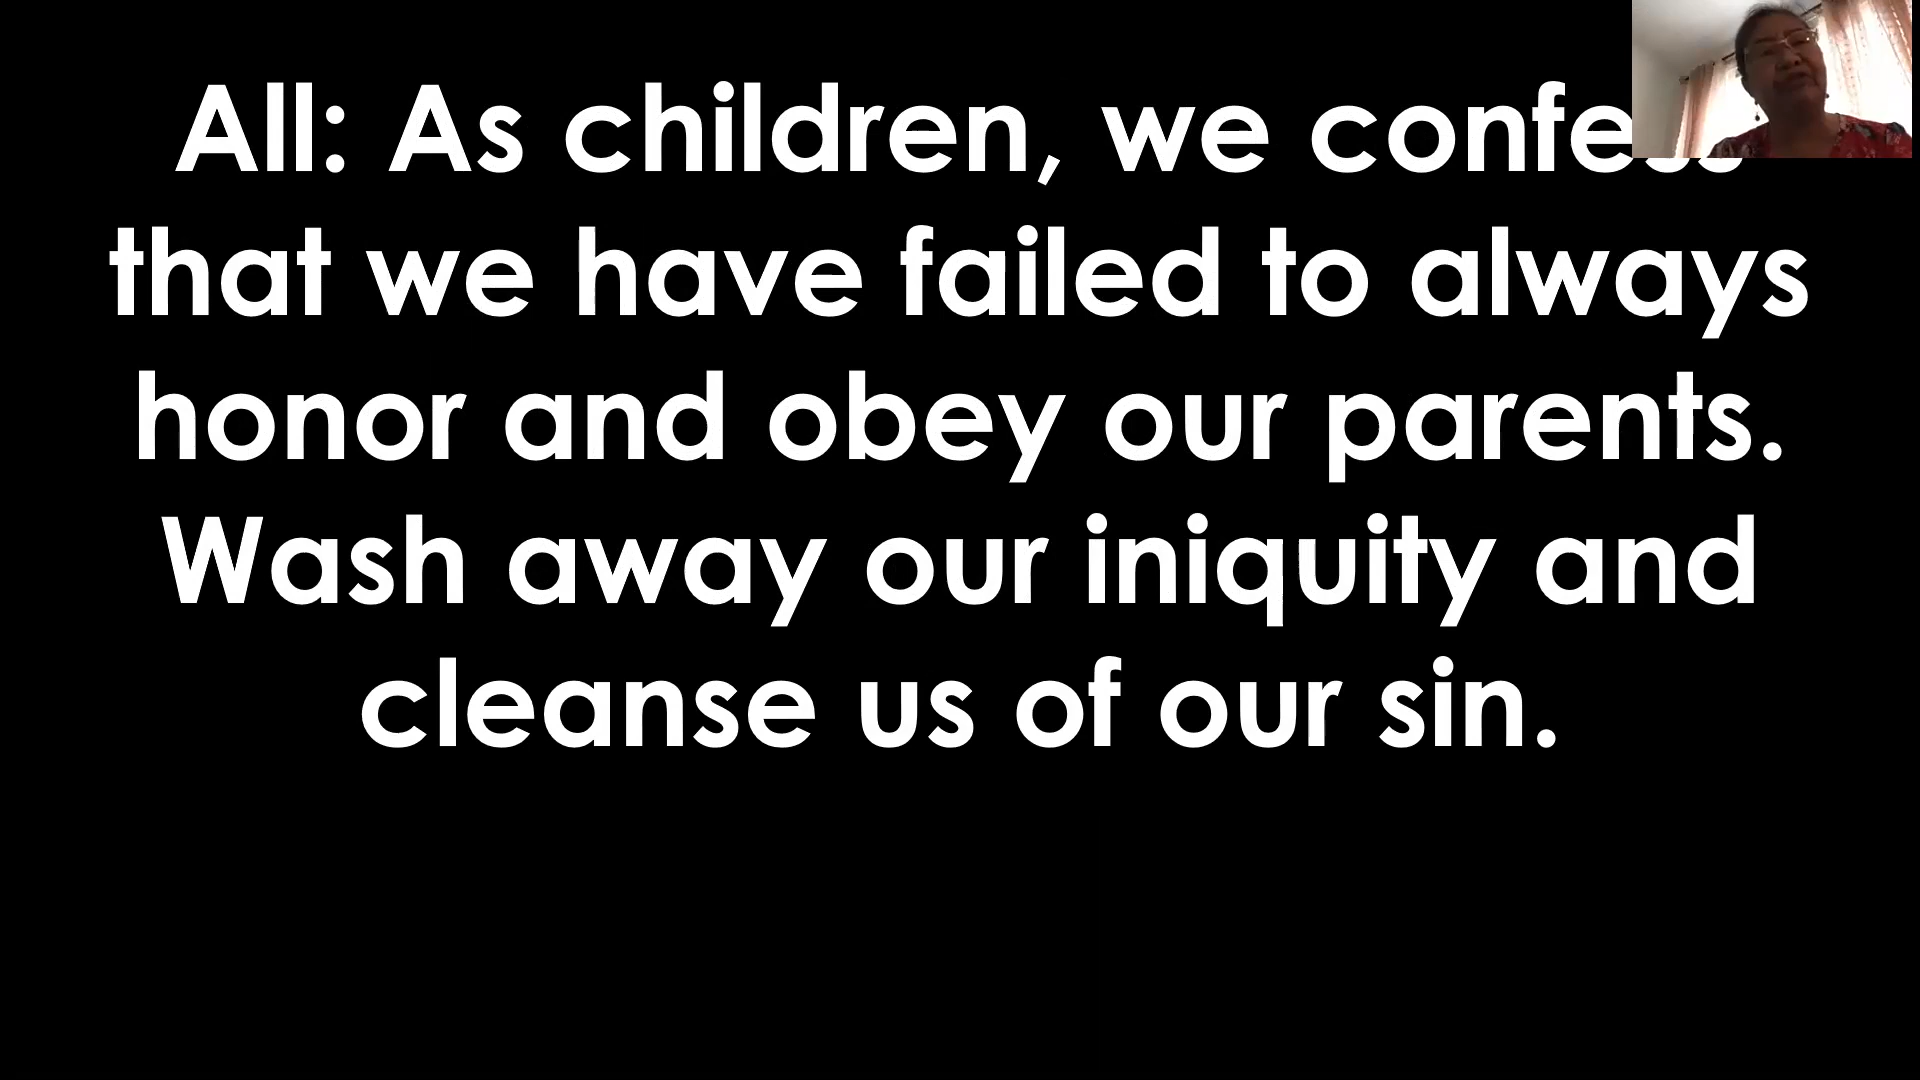 All: As children, we confess
that we have failed to always
honor and obey our parents.
Wash away our iniquity and
cleanse us of our sin.